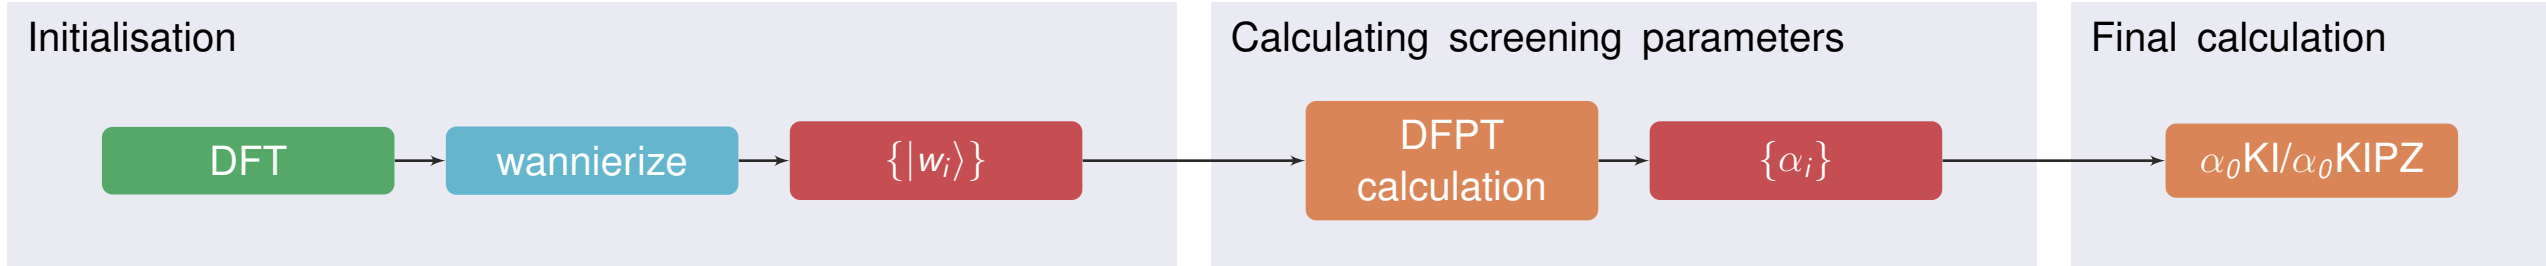 Initialisation
DFT
wannierize
{|wᵢ⟩}
Calculating screening parameters
DFPT
calculation
{αᵢ}
Final calculation
α₀KI/α₀KIPZ